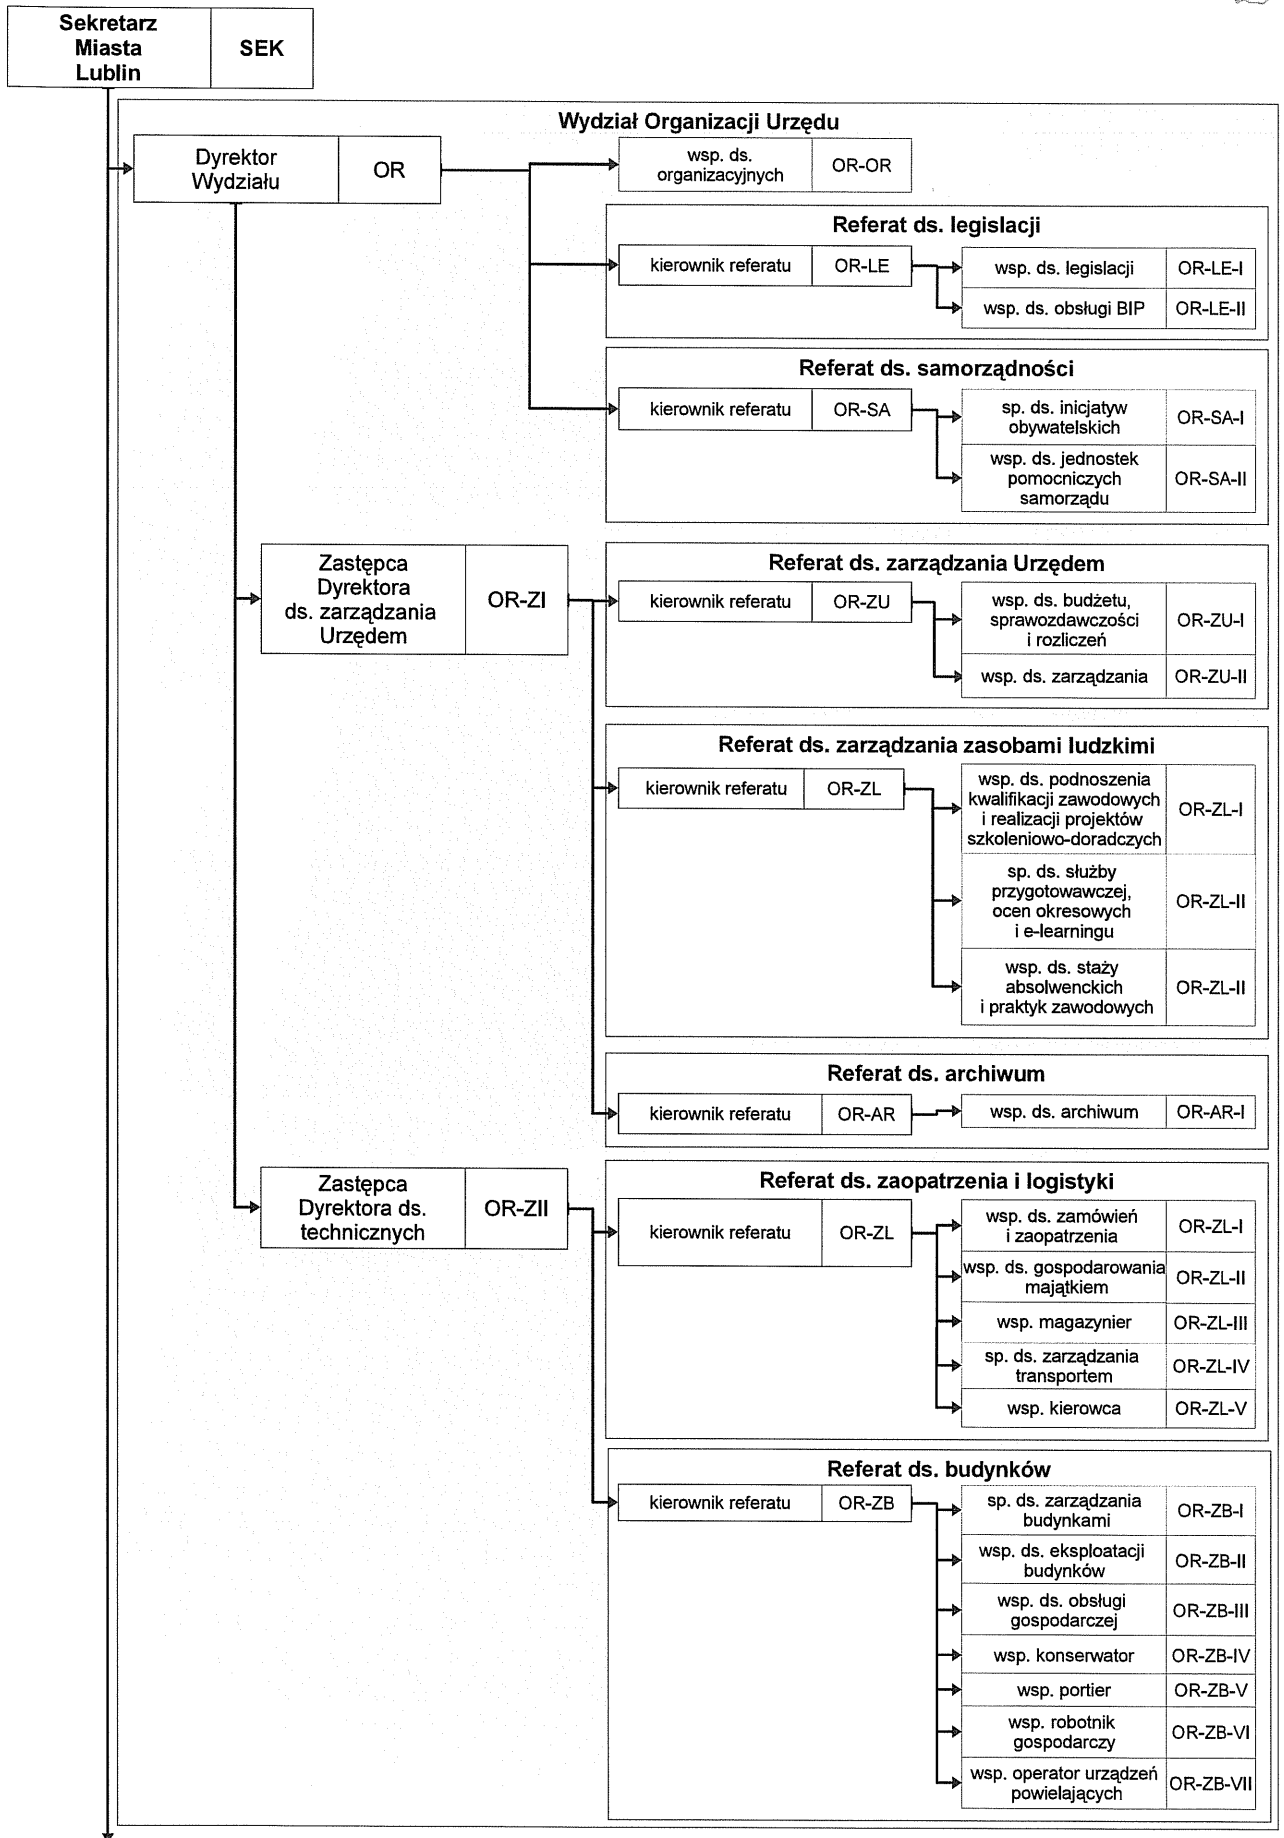 Sekretarz
Miasta
Lublin
SEK
Wydział Organizacji Urzędu
Dyrektor
Wydziału
OR
wsp. ds.
organizacyjnych
OR-OR
Referat ds. legislacji
kierownik referatu
OR-LE
wsp. ds. legislacji
OR-LE-I
wsp. ds. obsługi BIP
OR-LE-II
Referat ds. samorządności
kierownik referatu
OR-SA
sp. ds. inicjatyw
obywatelskich
OR-SA-I
wsp. ds. jednostek
pomocniczych
samorządu
OR-SA-II
Zastępca
Dyrektora
ds. zarządzania
Urzędem
OR-ZI
Referat ds. zarządzania Urzędem
kierownik referatu
OR-ZU
wsp. ds. budżetu,
sprawozdawczości
i rozliczeń
OR-ZU-I
wsp. ds. zarządzania
OR-ZU-II
Referat ds. zarządzania zasobami ludzkimi
kierownik referatu
OR-ZL
wsp. ds. podnoszenia
kwalifikacji zawodowych
i realizacji projektów
szkoleniowo-doradczych
OR-ZL-I
sp. ds. służby
przygotowawczej,
ocen okresowych
i e-learningu
OR-ZL-II
wsp. ds. staży
absolwenckich
i praktyk zawodowych
OR-ZL-II
Referat ds. archiwum
kierownik referatu
OR-AR
wsp. ds. archiwum
OR-AR-I
Zastępca
Dyrektora ds.
technicznych
OR-ZII
Referat ds. zaopatrzenia i logistyki
kierownik referatu
OR-ZL
wsp. ds. zamówień
i zaopatrzenia
OR-ZL-I
wsp. ds. gospodarowania
majątkiem
OR-ZL-II
wsp. magazynier
OR-ZL-III
sp. ds. zarządzania
transportem
OR-ZL-IV
wsp. kierowca
OR-ZL-V
Referat ds. budynków
kierownik referatu
OR-ZB
sp. ds. zarządzania
budynkami
OR-ZB-I
wsp. ds. eksploatacji
budynków
OR-ZB-II
wsp. ds. obsługi
gospodarczej
OR-ZB-III
wsp. konserwator
OR-ZB-IV
wsp. portier
OR-ZB-V
wsp. robotnik
gospodarczy
OR-ZB-VI
wsp. operator urządzeń
powielających
OR-ZB-VII